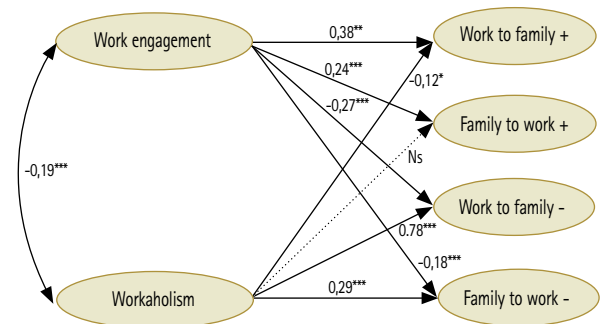 Work engagement
0,38**
Work to family +
0,24***
-0,12*
-0,27***
Family to work +
Ns
-0,19***
Work to family -
0.78***
-0,18***
Workaholism
0,29***
Family to work -